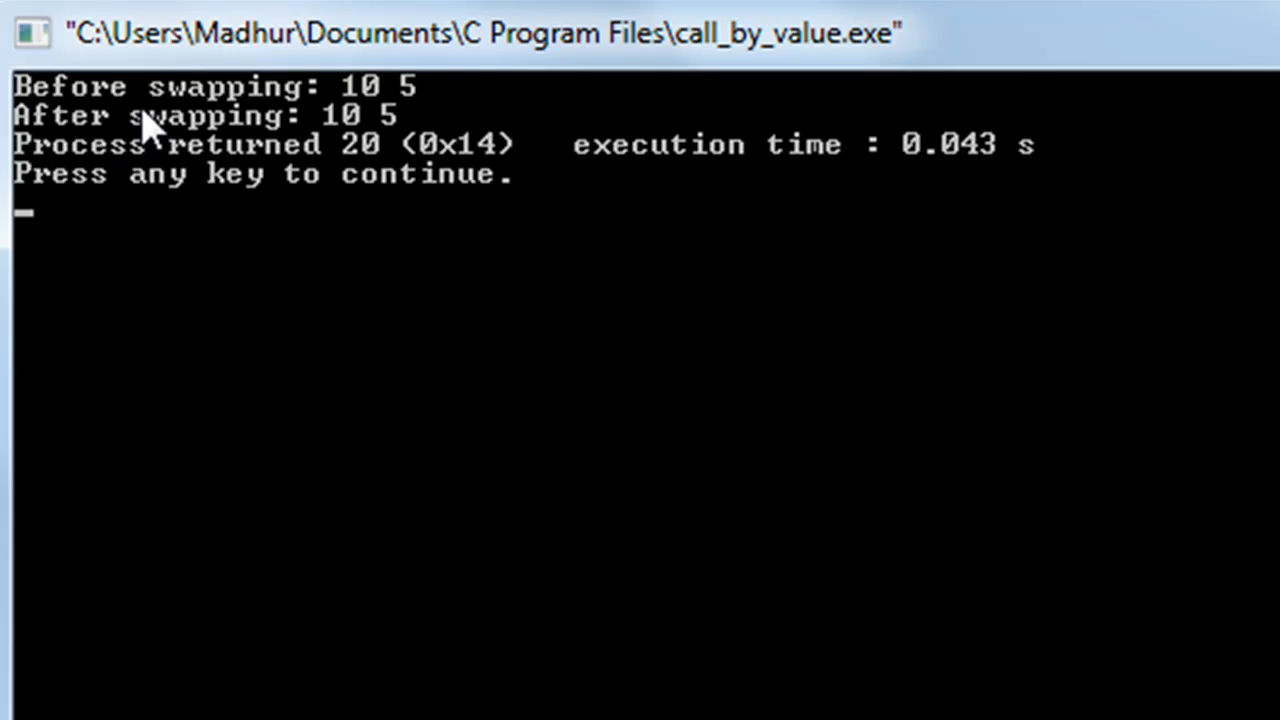 "C:\Users\Madhur\Documents\C Program Files\call_by_value.exe"
Before swapping: 10 5
After swapping: 10 5
Process returned 20 (0x14)   execution time : 0.043 s
Press any key to continue.